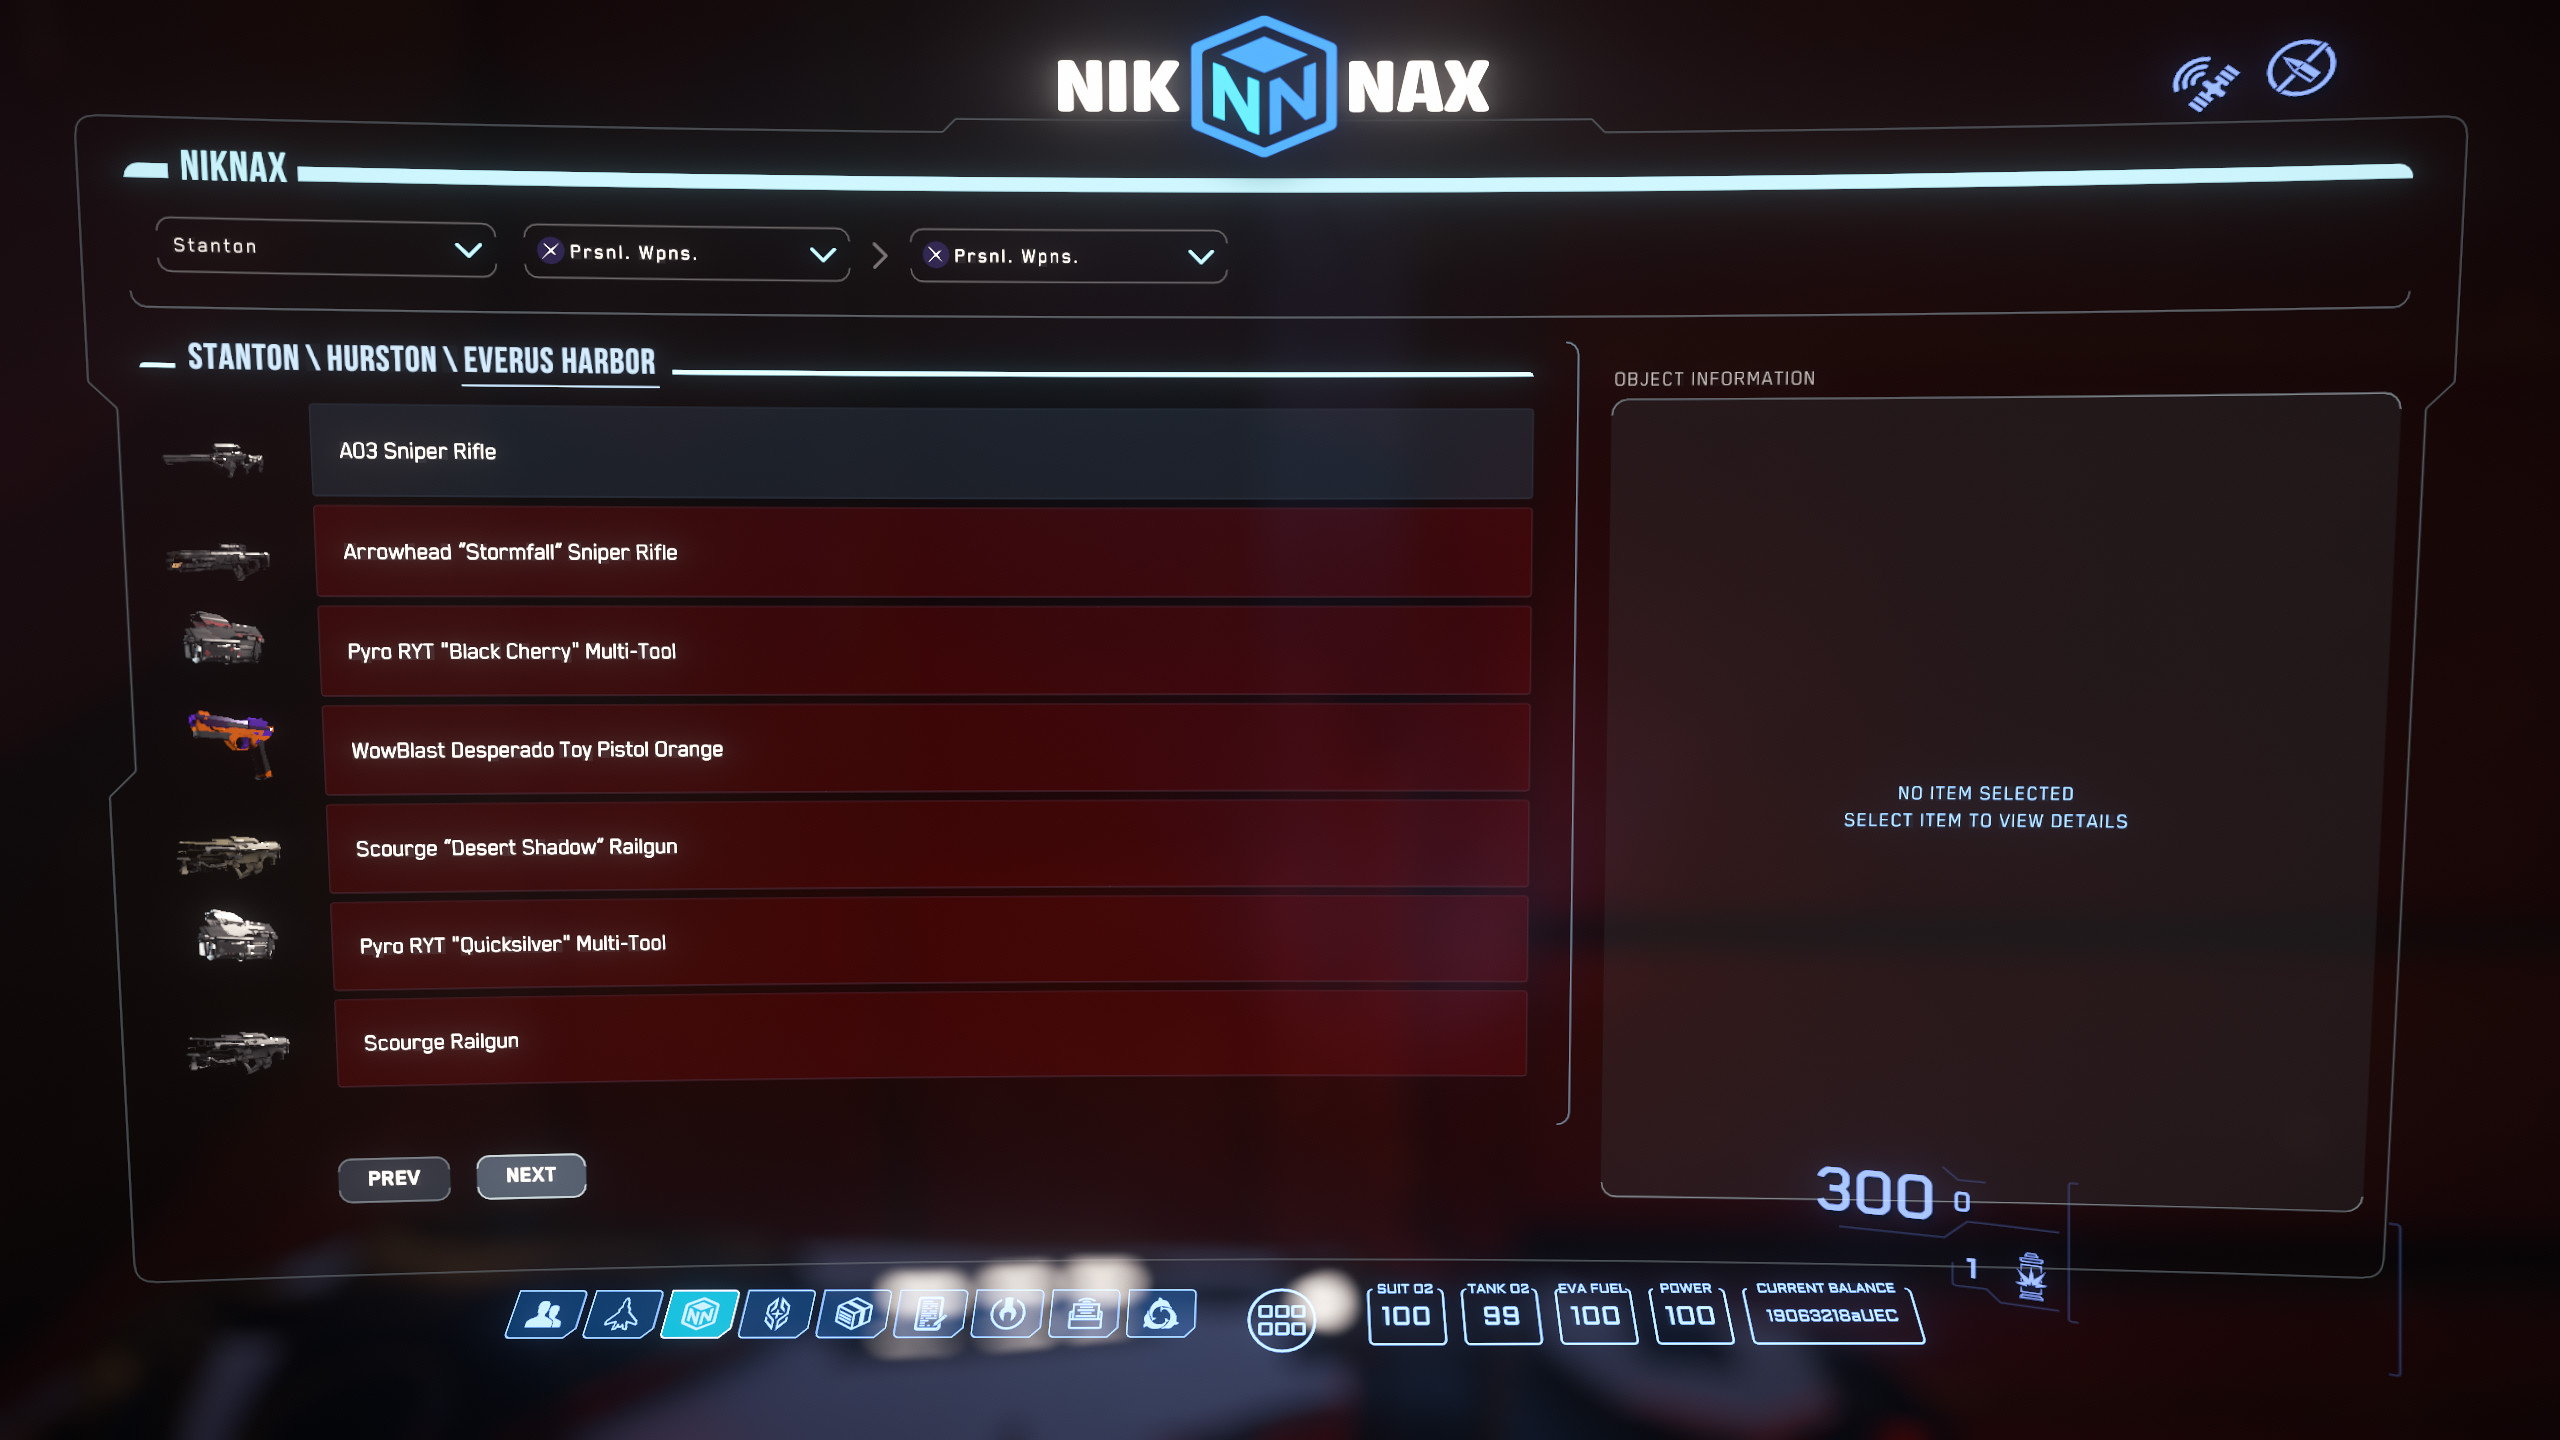 NIK NN NAX
NIKNAX
Stanton
Prsnl. Wpns.
Prsnl. Wpns.
STANTON \ HURSTON \ EVERUS HARBOR
A03 Sniper Rifle
Arrowhead "Stormfall" Sniper Rifle
Pyro RYT "Black Cherry" Multi-Tool
WowBlast Desperado Toy Pistol Orange
Scourge "Desert Shadow" Railgun
Pyro RYT "Quicksilver" Multi-Tool
Scourge Railgun
PREV
NEXT
OBJECT INFORMATION
NO ITEM SELECTED
SELECT ITEM TO VIEW DETAILS
300 0
1
NN
SUIT O2
100
TANK O2
99
EVA FUEL
100
POWER
100
CURRENT BALANCE
19063218aUEC